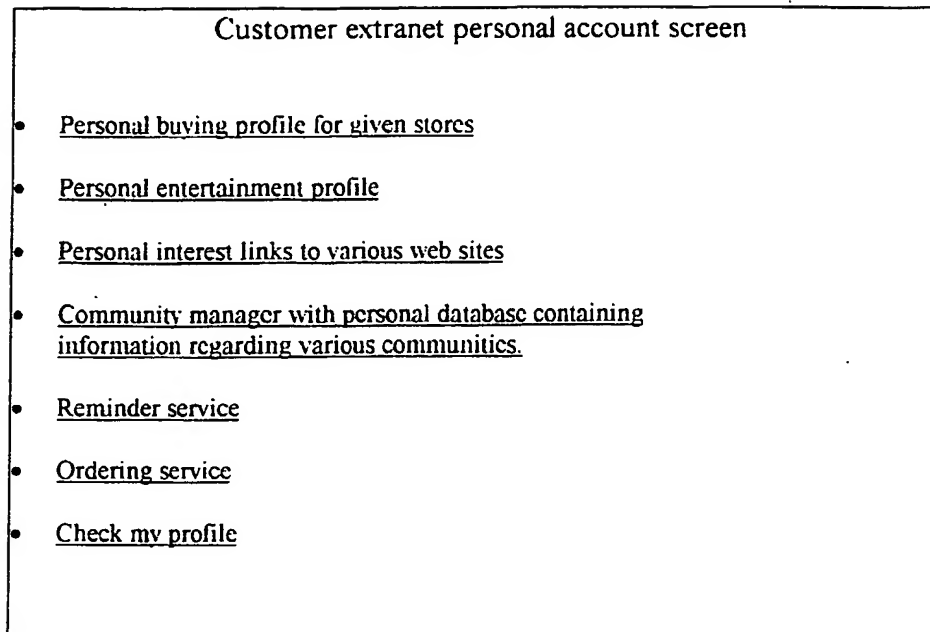 Customer extranet personal account screen
• Personal buying profile for given stores
• Personal entertainment profile
• Personal interest links to various web sites
• Community manager with personal database containing
information regarding various communities.
• Reminder service
• Ordering service
• Check my profile